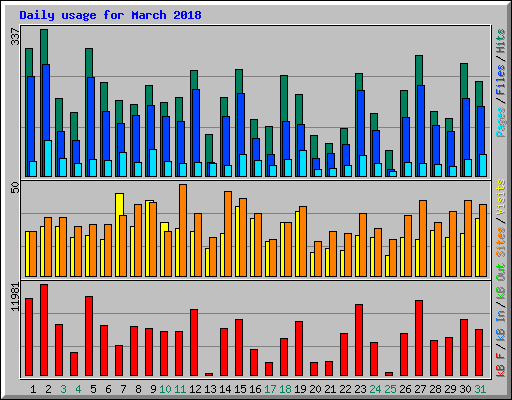 Daily usage for March 2018
337
Pages / Files / Hits
50
Sites / Visits
11981
kB F / kB In / kB Out
1 2 3 4 5 6 7 8 9 10 11 12 13 14 15 16 17 18 19 20 21 22 23 24 25 26 27 28 29 30 31